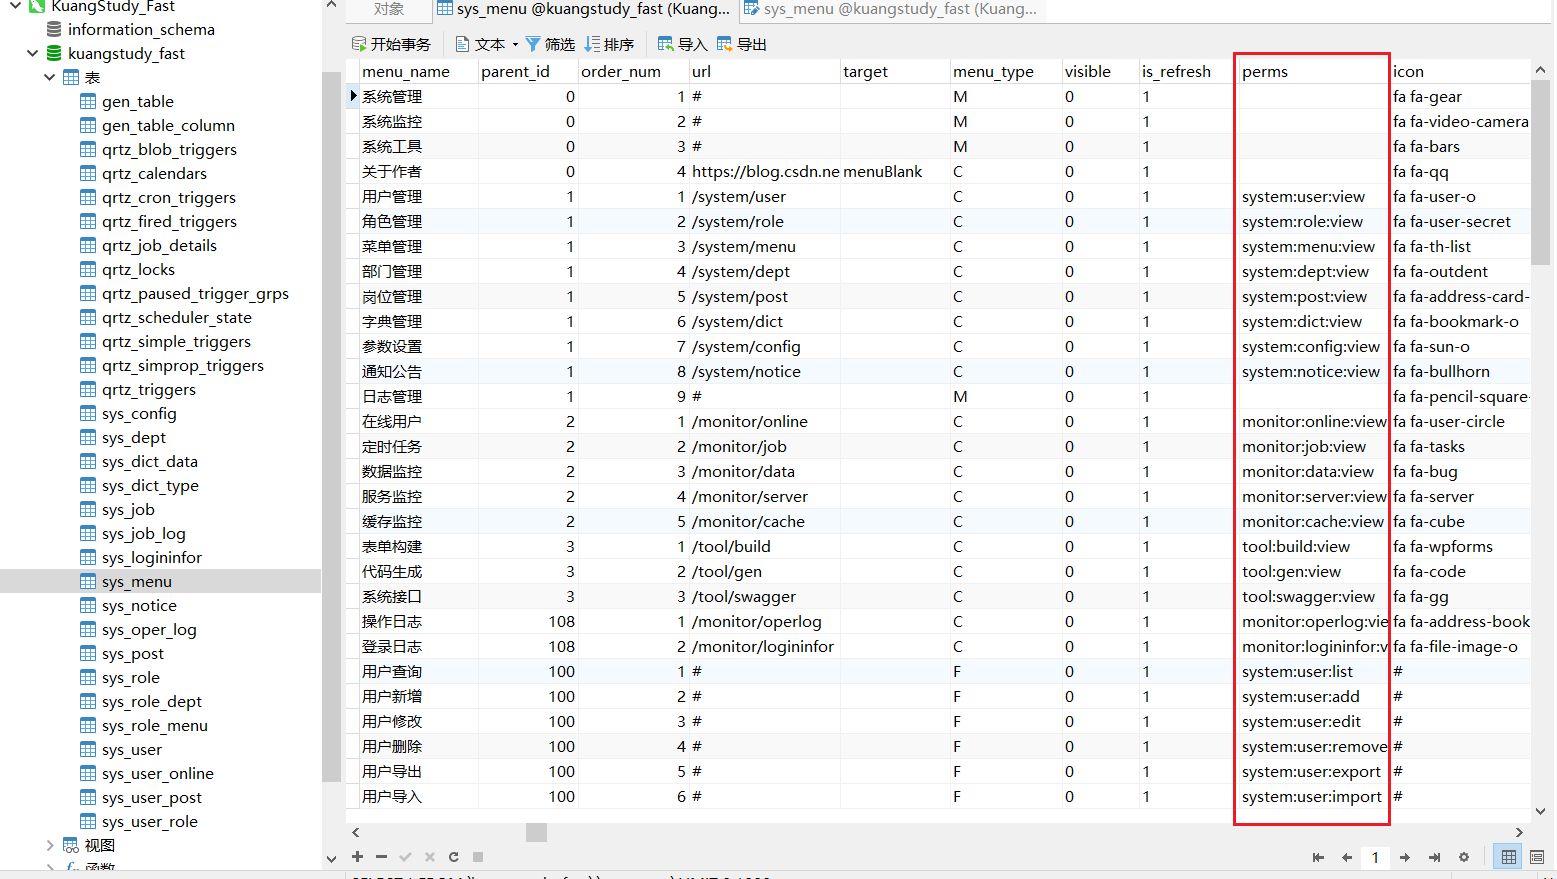 KuangStudy_Fast
information_schema
kuangstudy_fast
表
gen_table
gen_table_column
qrtz_blob_triggers
qrtz_calendars
qrtz_cron_triggers
qrtz_fired_triggers
qrtz_job_details
qrtz_locks
qrtz_paused_trigger_grps
qrtz_scheduler_state
qrtz_simple_triggers
qrtz_simprop_triggers
qrtz_triggers
sys_config
sys_dept
sys_dict_data
sys_dict_type
sys_job
sys_job_log
sys_logininfor
sys_menu
sys_notice
sys_oper_log
sys_post
sys_role
sys_role_dept
sys_role_menu
sys_user
sys_user_online
sys_user_post
sys_user_role
视图
函数
对象 sys_menu @kuangstudy_fast (Kuang... sys_menu @kuangstudy_fast (Kuang...
开始事务 文本 筛选 排序 导入 导出
menu_name parent_id order_num url target menu_type visible is_refresh perms icon
系统管理 0 1 # M 0 1 fa fa-gear
系统监控 0 2 # M 0 1 fa fa-video-camera
系统工具 0 3 # M 0 1 fa fa-bars
关于作者 0 4 https://blog.csdn.ne menuBlank C 0 1 fa fa-qq
用户管理 1 1 /system/user C 0 1 system:user:view fa fa-user-o
角色管理 1 2 /system/role C 0 1 system:role:view fa fa-user-secret
菜单管理 1 3 /system/menu C 0 1 system:menu:view fa fa-th-list
部门管理 1 4 /system/dept C 0 1 system:dept:view fa fa-outdent
岗位管理 1 5 /system/post C 0 1 system:post:view fa fa-address-card-
字典管理 1 6 /system/dict C 0 1 system:dict:view fa fa-bookmark-o
参数设置 1 7 /system/config C 0 1 system:config:view fa fa-sun-o
通知公告 1 8 /system/notice C 0 1 system:notice:view fa fa-bullhorn
日志管理 1 9 # M 0 1 fa fa-pencil-square-
在线用户 2 1 /monitor/online C 0 1 monitor:online:view fa fa-user-circle
定时任务 2 2 /monitor/job C 0 1 monitor:job:view fa fa-tasks
数据监控 2 3 /monitor/data C 0 1 monitor:data:view fa fa-bug
服务监控 2 4 /monitor/server C 0 1 monitor:server:view fa fa-server
缓存监控 2 5 /monitor/cache C 0 1 monitor:cache:view fa fa-cube
表单构建 3 1 /tool/build C 0 1 tool:build:view fa fa-wpforms
代码生成 3 2 /tool/gen C 0 1 tool:gen:view fa fa-code
系统接口 3 3 /tool/swagger C 0 1 tool:swagger:view fa fa-gg
操作日志 108 1 /monitor/operlog C 0 1 monitor:operlog:vie fa fa-address-book
登录日志 108 2 /monitor/logininfor C 0 1 monitor:logininfor:v fa fa-file-image-o
用户查询 100 1 # F 0 1 system:user:list #
用户新增 100 2 # F 0 1 system:user:add #
用户修改 100 3 # F 0 1 system:user:edit #
用户删除 100 4 # F 0 1 system:user:remove #
用户导出 100 5 # F 0 1 system:user:export #
用户导入 100 6 # F 0 1 system:user:import #
1